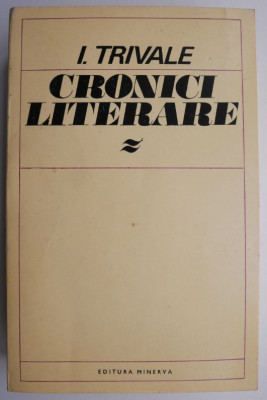 I. TRIVALE
CRONICI
LITERARE
EDITURA MINERVA